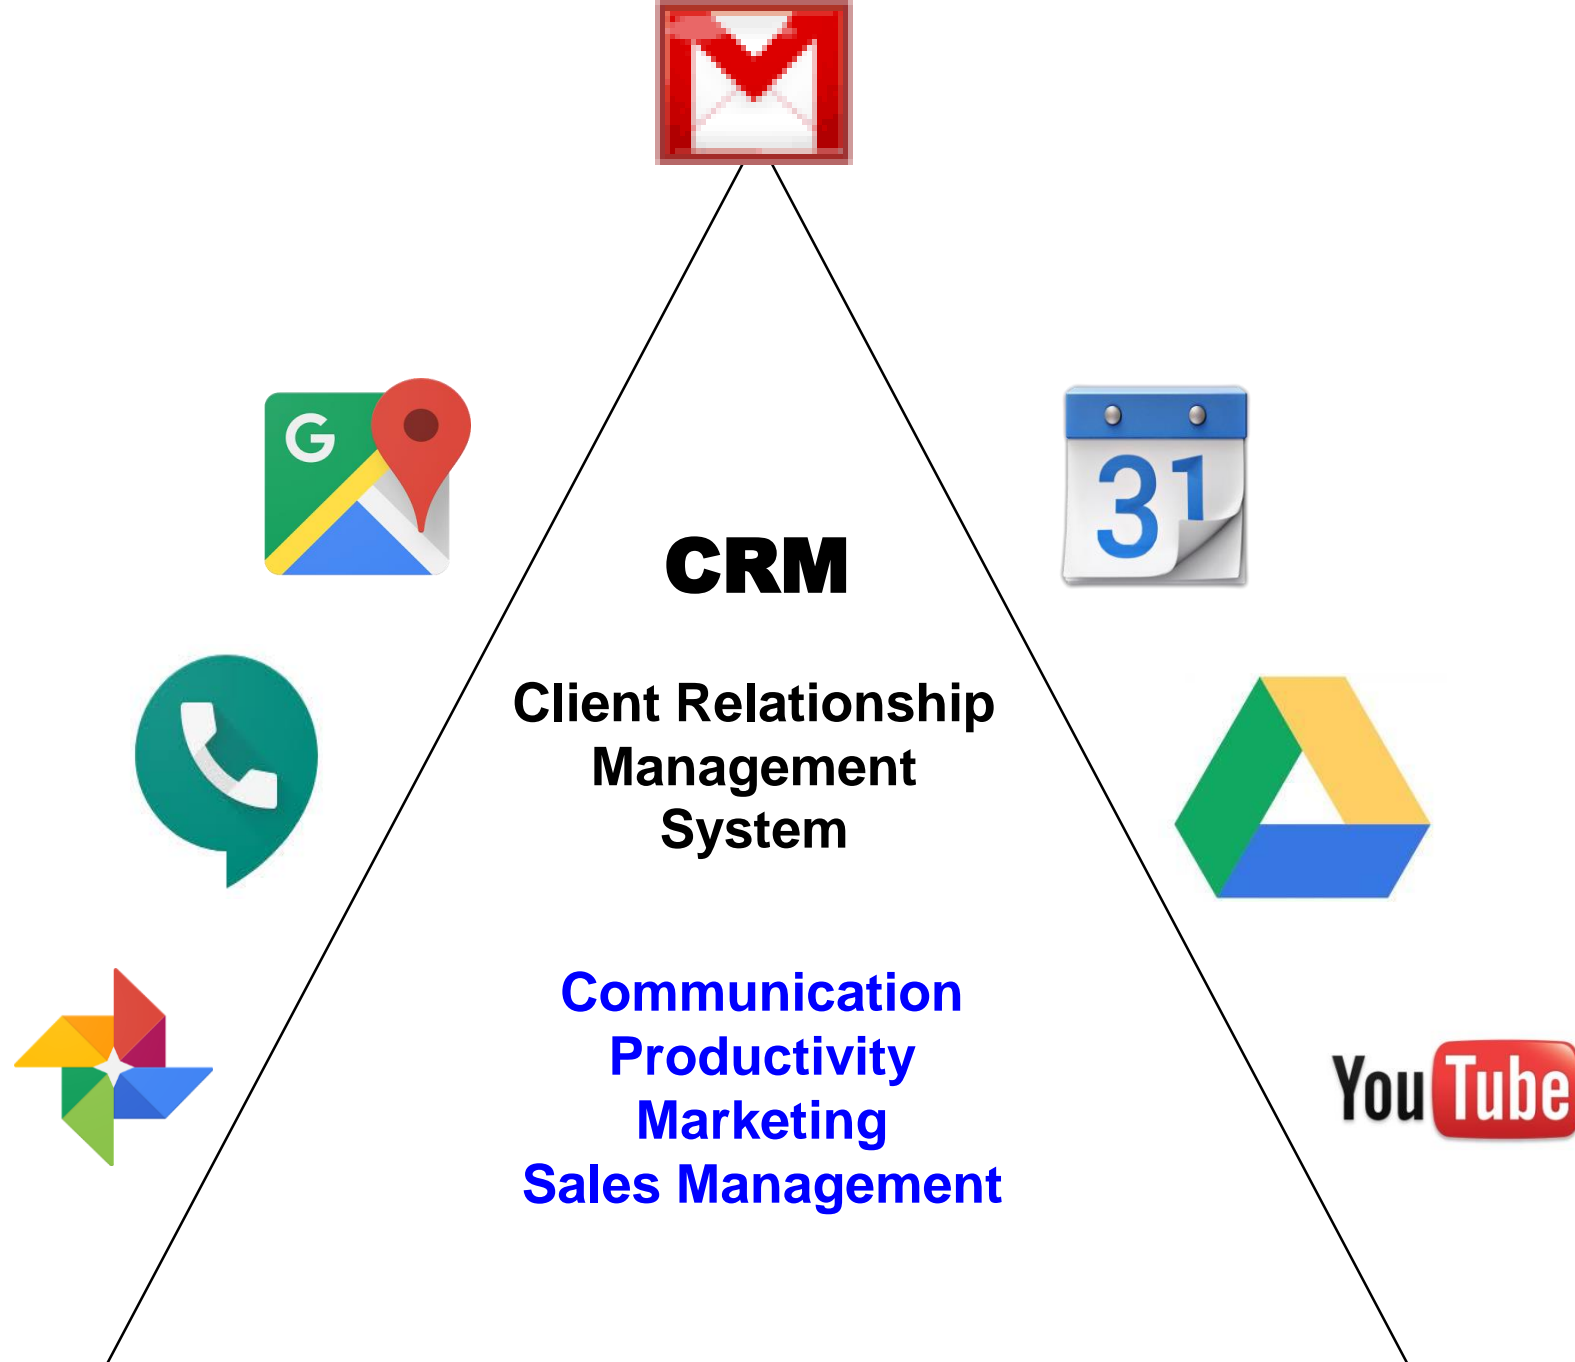 G
31
CRM
Client Relationship
Management
System
Communication
Productivity
Marketing
Sales Management
YouTube